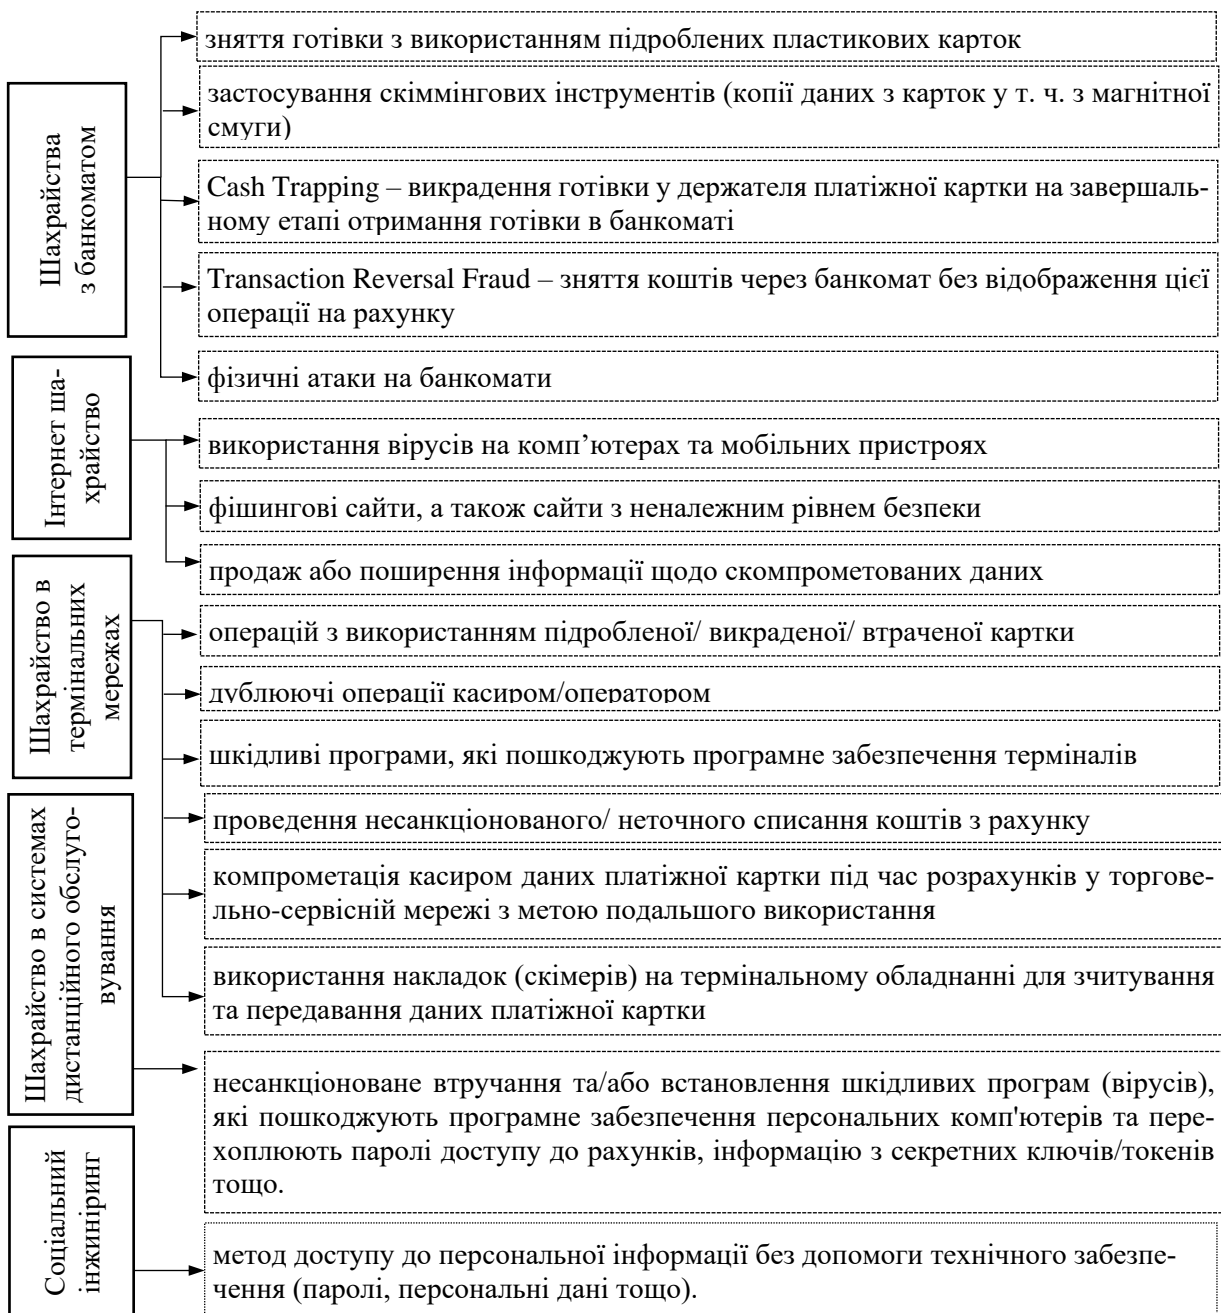 Шахрайства
з банкоматом
зняття готівки з використанням підроблених пластикових карток
застосування скіммінгових інструментів (копії даних з карток у т. ч. з магнітної
смуги)
Cash Trapping – викрадення готівки у держателя платіжної картки на завершаль-
ному етапі отримання готівки в банкоматі
Transaction Reversal Fraud – зняття коштів через банкомат без відображення цієї
операції на рахунку
фізичні атаки на банкомати
Інтернет ша-
храйство
використання вірусів на комп’ютерах та мобільних пристроях
фішингові сайти, а також сайти з неналежним рівнем безпеки
продаж або поширення інформації щодо скомпрометованих даних
Шахрайство в
термінальних
мережах
операцій з використанням підробленої/ викраденої/ втраченої картки
дублюючі операції касиром/оператором
шкідливі програми, які пошкоджують програмне забезпечення терміналів
проведення несанкціонованого/ неточного списання коштів з рахунку
компрометація касиром даних платіжної картки під час розрахунків у торгове-
льно-сервісній мережі з метою подальшого використання
використання накладок (скімерів) на термінальному обладнанні для зчитування
та передавання даних платіжної картки
Шахрайство в системах
дистанційного обслуго-
вування
несанкціоноване втручання та/або встановлення шкідливих програм (вірусів),
які пошкоджують програмне забезпечення персональних комп'ютерів та пере-
хоплюють паролі доступу до рахунків, інформацію з секретних ключів/токенів
тощо.
Соціальний
інжиніринг
метод доступу до персональної інформації без допомоги технічного забезпе-
чення (паролі, персональні дані тощо).